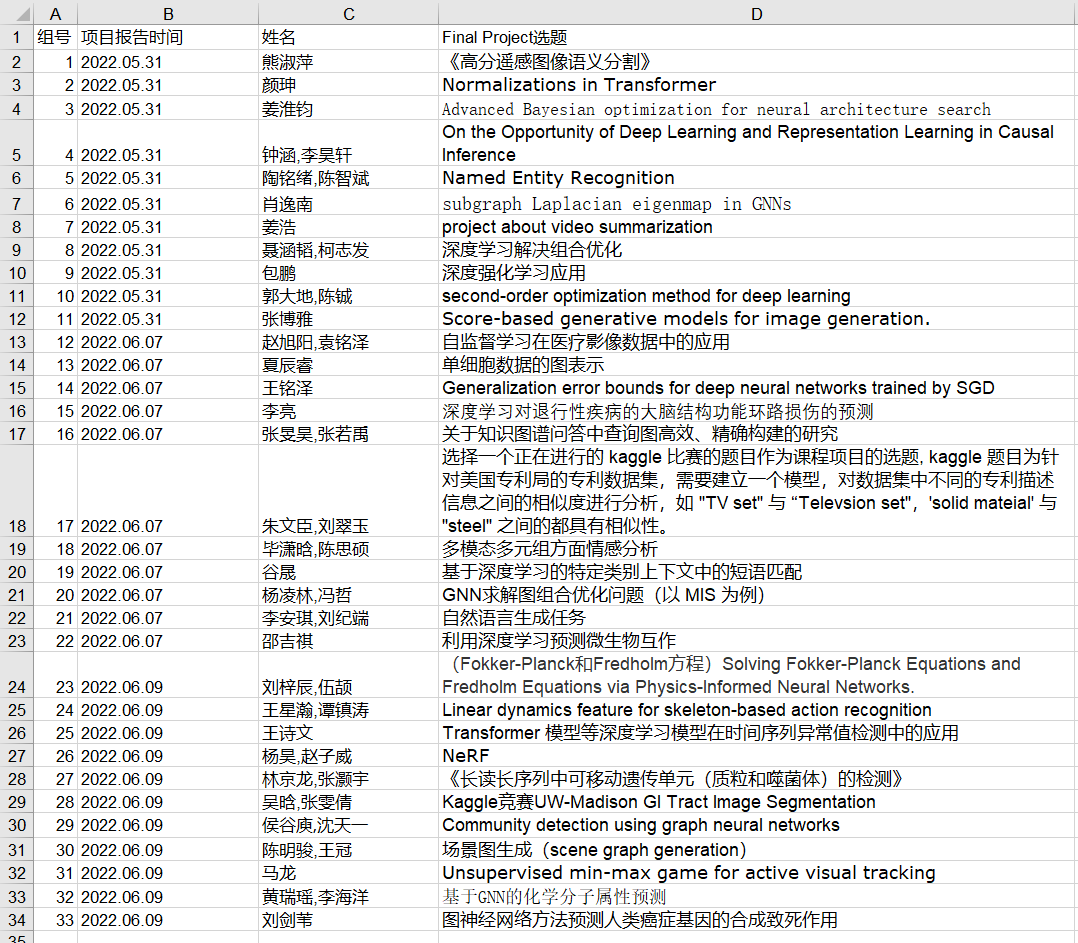 A B C D
1 组号 项目报告时间 姓名 Final Project选题
2 1 2022.05.31 熊淑萍 《高分遥感图像语义分割》
3 2 2022.05.31 颜珅 Normalizations in Transformer
4 3 2022.05.31 姜淮钧 Advanced Bayesian optimization for neural architecture search
On the Opportunity of Deep Learning and Representation Learning in Causal
5 4 2022.05.31 钟涵,李昊轩 Inference
6 5 2022.05.31 陶铭绪,陈智斌 Named Entity Recognition
7 6 2022.05.31 肖逸南 subgraph Laplacian eigenmap in GNNs
8 7 2022.05.31 姜浩 project about video summarization
9 8 2022.05.31 聂涵韬,柯志发 深度学习解决组合优化
10 9 2022.05.31 包鹏 深度强化学习应用
11 10 2022.05.31 郭大地,陈铖 second-order optimization method for deep learning
12 11 2022.05.31 张博雅 Score-based generative models for image generation.
13 12 2022.06.07 赵旭阳,袁铭泽 自监督学习在医疗影像数据中的应用
14 13 2022.06.07 夏辰睿 单细胞数据的图表示
15 14 2022.06.07 王铭泽 Generalization error bounds for deep neural networks trained by SGD
16 15 2022.06.07 李亮 深度学习对退行性疾病的大脑结构功能环路损伤的预测
17 16 2022.06.07 张旻昊,张若禹 关于知识图谱问答中查询图高效、精确构建的研究
选择一个正在进行的 kaggle 比赛的题目作为课程项目的选题, kaggle 题目为针
对美国专利局的专利数据集，需要建立一个模型，对数据集中不同的专利描述
信息之间的相似度进行分析，如 "TV set" 与 “Televsion set"，'solid mateial' 与
18 17 2022.06.07 朱文臣,刘翠玉 "steel" 之间的都具有相似性。
19 18 2022.06.07 毕潇晗,陈思硕 多模态多元组方面情感分析
20 19 2022.06.07 谷晟 基于深度学习的特定类别上下文中的短语匹配
21 20 2022.06.07 杨凌林,冯哲 GNN求解图组合优化问题（以 MIS 为例）
22 21 2022.06.07 李安琪,刘纪端 自然语言生成任务
23 22 2022.06.07 邵吉祺 利用深度学习预测微生物互作
（Fokker-Planck和Fredholm方程）Solving Fokker-Planck Equations and
24 23 2022.06.09 刘梓辰,伍颉 Fredholm Equations via Physics-Informed Neural Networks.
25 24 2022.06.09 王星瀚,谭镇涛 Linear dynamics feature for skeleton-based action recognition
26 25 2022.06.09 王诗文 Transformer 模型等深度学习模型在时间序列异常值检测中的应用
27 26 2022.06.09 杨昊,赵子威 NeRF
28 27 2022.06.09 林京龙,张灏宇 《长读长序列中可移动遗传单元（质粒和噬菌体）的检测》
29 28 2022.06.09 吴晗,张雯倩 Kaggle竞赛UW-Madison GI Tract Image Segmentation
30 29 2022.06.09 侯谷庾,沈天一 Community detection using graph neural networks
31 30 2022.06.09 陈明骏,王冠 场景图生成（scene graph generation）
32 31 2022.06.09 马龙 Unsupervised min-max game for active visual tracking
33 32 2022.06.09 黄瑞瑶,李海洋 基于GNN的化学分子属性预测
34 33 2022.06.09 刘剑苇 图神经网络方法预测人类癌症基因的合成致死作用
35